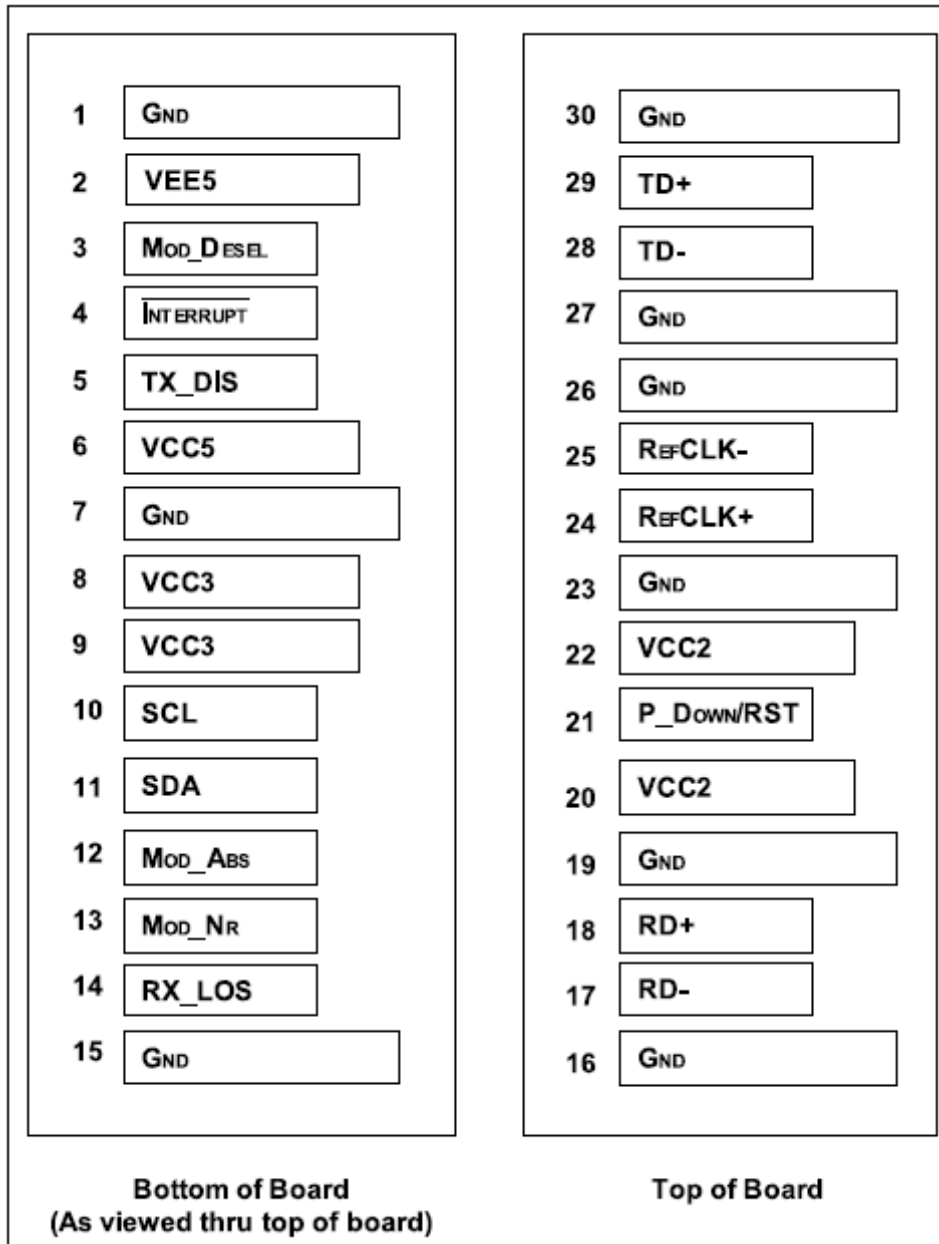 1 GND
2 VEE5
3 MOD_DESEL
4 INTERRUPT
5 TX_DIS
6 VCC5
7 GND
8 VCC3
9 VCC3
10 SCL
11 SDA
12 MOD_ABS
13 MOD_NR
14 RX_LOS
15 GND
Bottom of Board
(As viewed thru top of board)
30 GND
29 TD+
28 TD-
27 GND
26 GND
25 REFCLK-
24 REFCLK+
23 GND
22 VCC2
21 P_DOWN/RST
20 VCC2
19 GND
18 RD+
17 RD-
16 GND
Top of Board